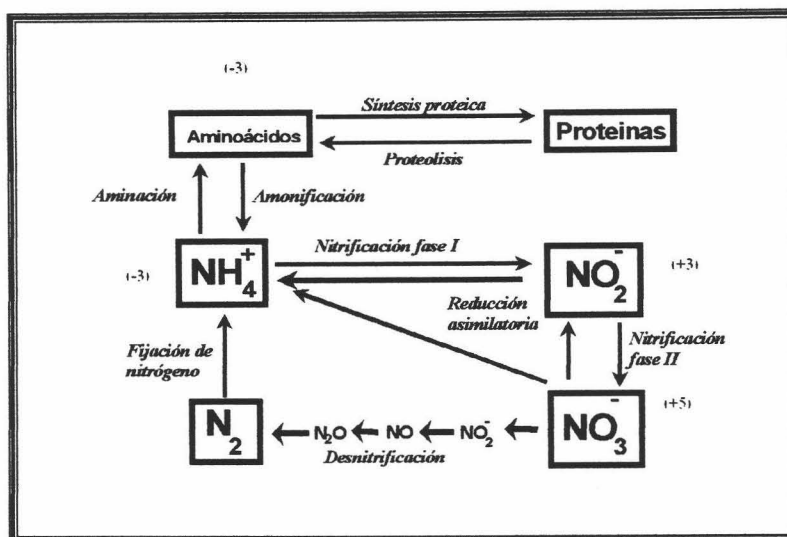 (-3)
Síntesis proteica
Aminoácidos
Proteinas
Proteolisis
Aminación
Amonificación
Nitrificación fase I
(-3)
NH4+
NO2-
(+3)
Reducción
asimilatoria
Nitrificación
fase II
Fijación de
nitrógeno
(+5)
N2
N2O
NO
NO2-
NO3-
Desnitrificación